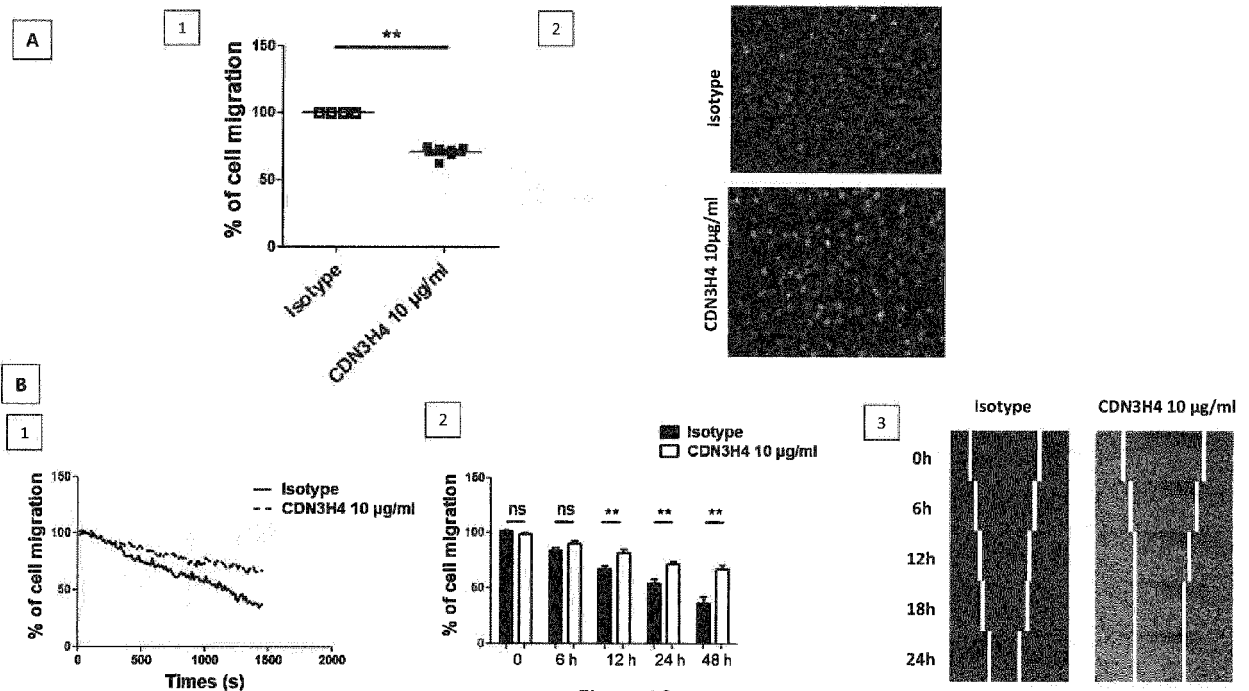 A
1
2
**
150
100
50
0
% of cell migration
Isotype
CDN3H4 10 µg/ml
isotype
CDN3H4 10µg/ml
B
1
150
100
50
0
% of cell migration
Isotype
CDN3H4 10 µg/ml
0 500 1000 1500 2000
Times (s)
2
Isotype
CDN3H4 10 µg/ml
150
100
50
0
% of cell migration
ns ns ** ** **
0 6 h 12 h 24 h 48 h
3
isotype CDN3H4 10 µg/ml
0h
6h
12h
18h
24h